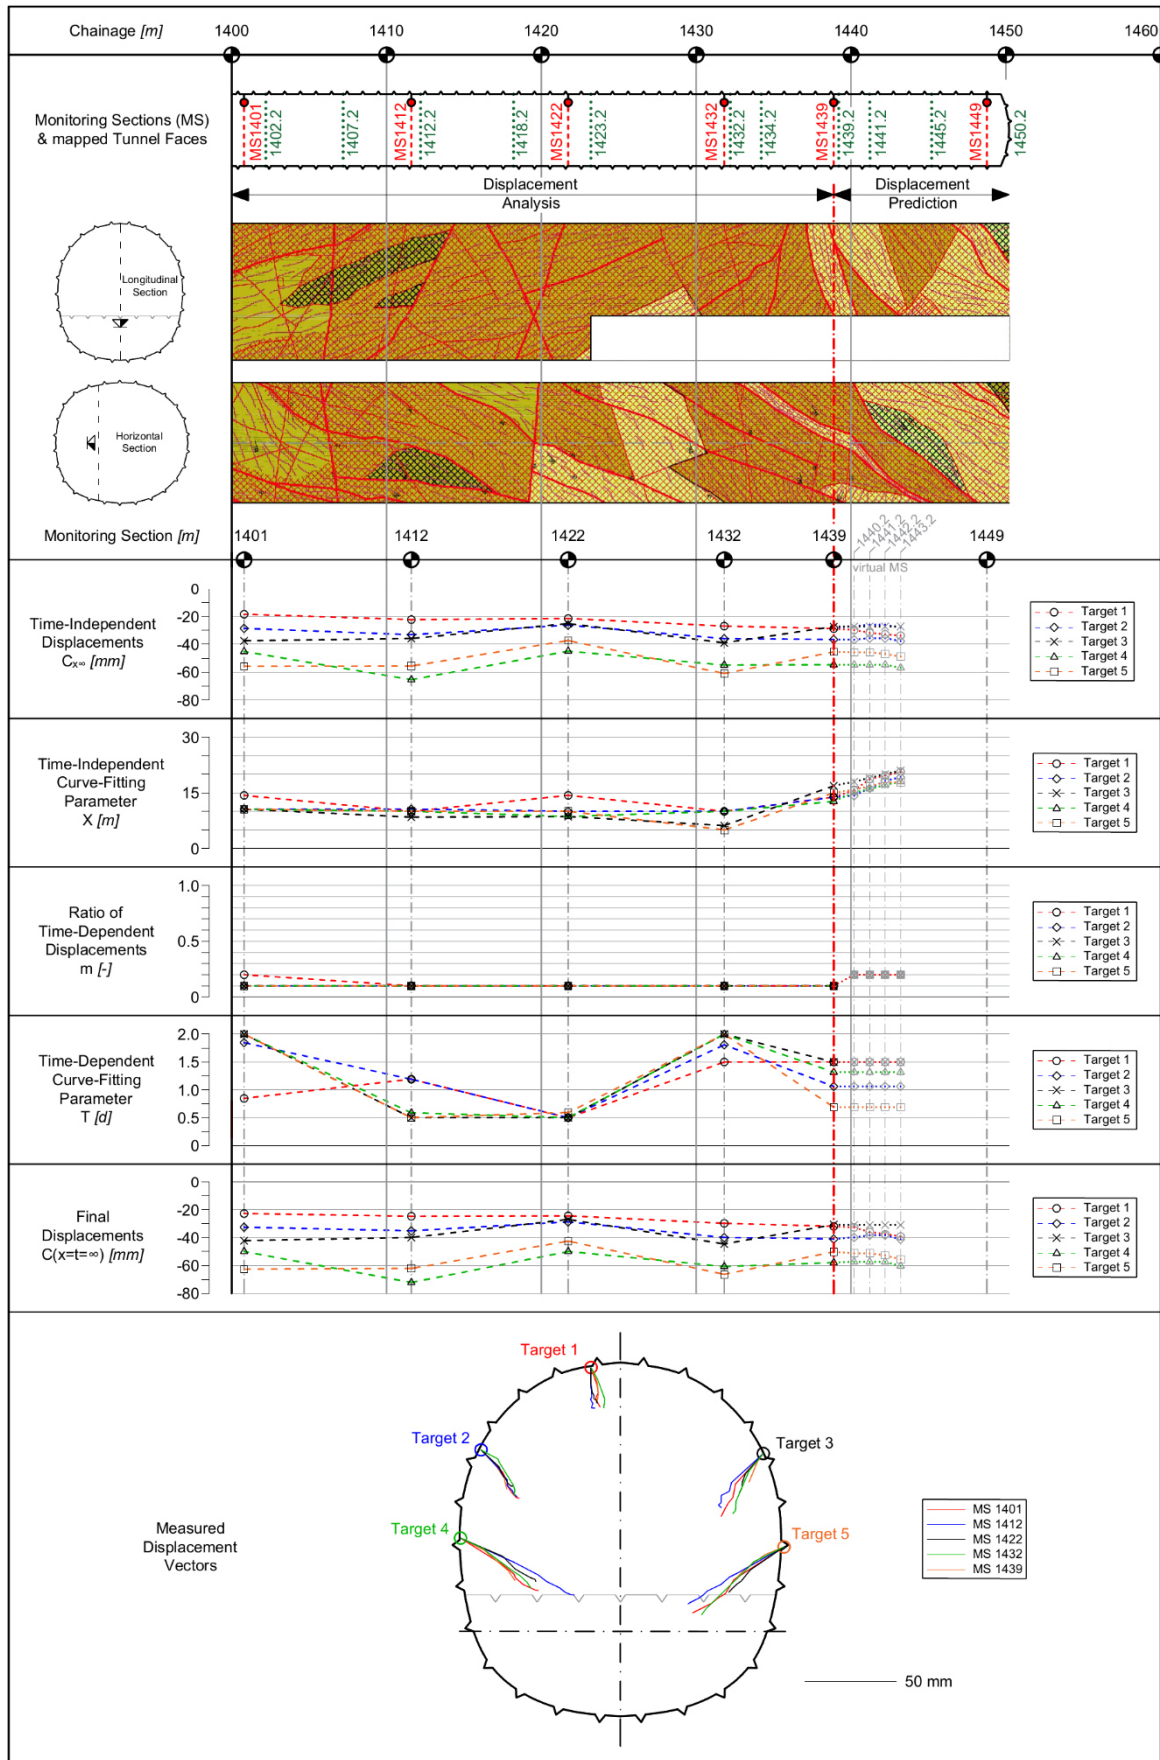 Chainage [m]
1400
1410
1420
1430
1440
1450
1460
Monitoring Sections (MS)
& mapped Tunnel Faces
MS1401
1402.2
1407.2
MS1412
1412.2
1418.2
MS1422
1423.2
MS1432
1432.2
1434.2
MS1439
1439.2
1441.2
1445.2
MS1449
1450.2
Displacement
Analysis
Displacement
Prediction
Longitudinal
Section
Horizontal
Section
Monitoring Section [m]
1401
1412
1422
1432
1439
1440.2
1441.2
1442.2
1443.2
1449
virtual MS
Time-Independent
Displacements
Cx∞ [mm]
0
-20
-40
-60
-80
Target 1
Target 2
Target 3
Target 4
Target 5
Time-Independent
Curve-Fitting
Parameter
X [m]
30
15
0
Target 1
Target 2
Target 3
Target 4
Target 5
Ratio of
Time-Dependent
Displacements
m [-]
1.0
0.5
0
Target 1
Target 2
Target 3
Target 4
Target 5
Time-Dependent
Curve-Fitting
Parameter
T [d]
2.0
1.5
1.0
0.5
0
Target 1
Target 2
Target 3
Target 4
Target 5
Final
Displacements
C(x=t=∞) [mm]
0
-20
-40
-60
-80
Target 1
Target 2
Target 3
Target 4
Target 5
Measured
Displacement
Vectors
Target 1
Target 2
Target 3
Target 4
Target 5
MS 1401
MS 1412
MS 1422
MS 1432
MS 1439
50 mm